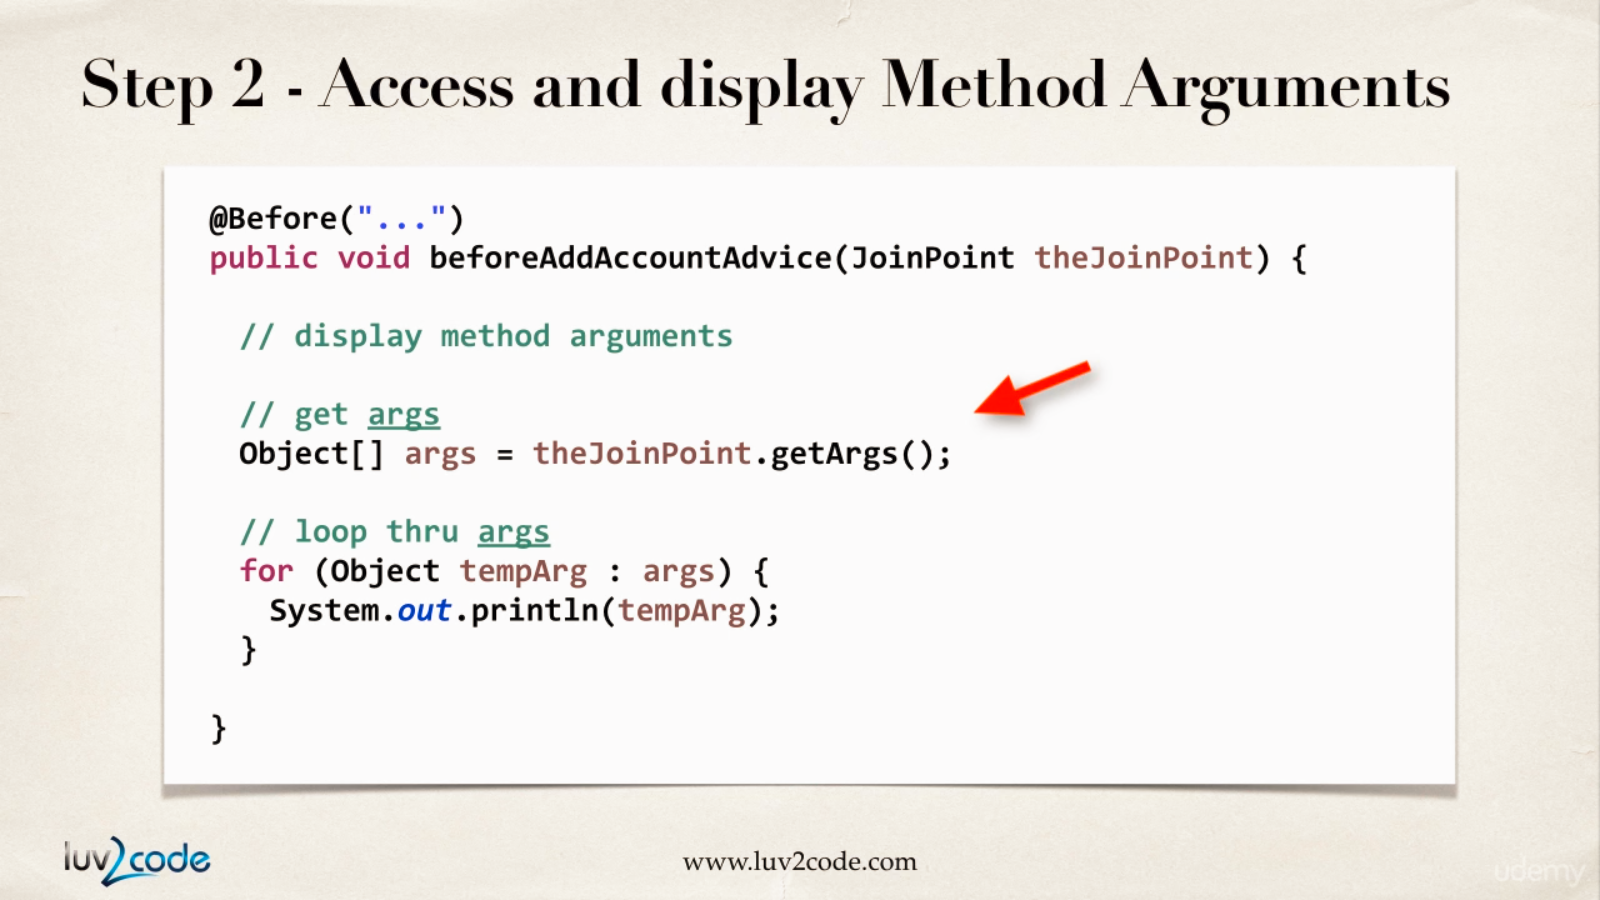 Step 2 - Access and display Method Arguments
@Before("...")
public void beforeAddAccountAdvice(JoinPoint theJoinPoint) {
// display method arguments
// get args
Object[] args = theJoinPoint.getArgs();
// loop thru args
for (Object tempArg : args) {
System.out.println(tempArg);
}
}
luv2code
www.luv2code.com
udemy